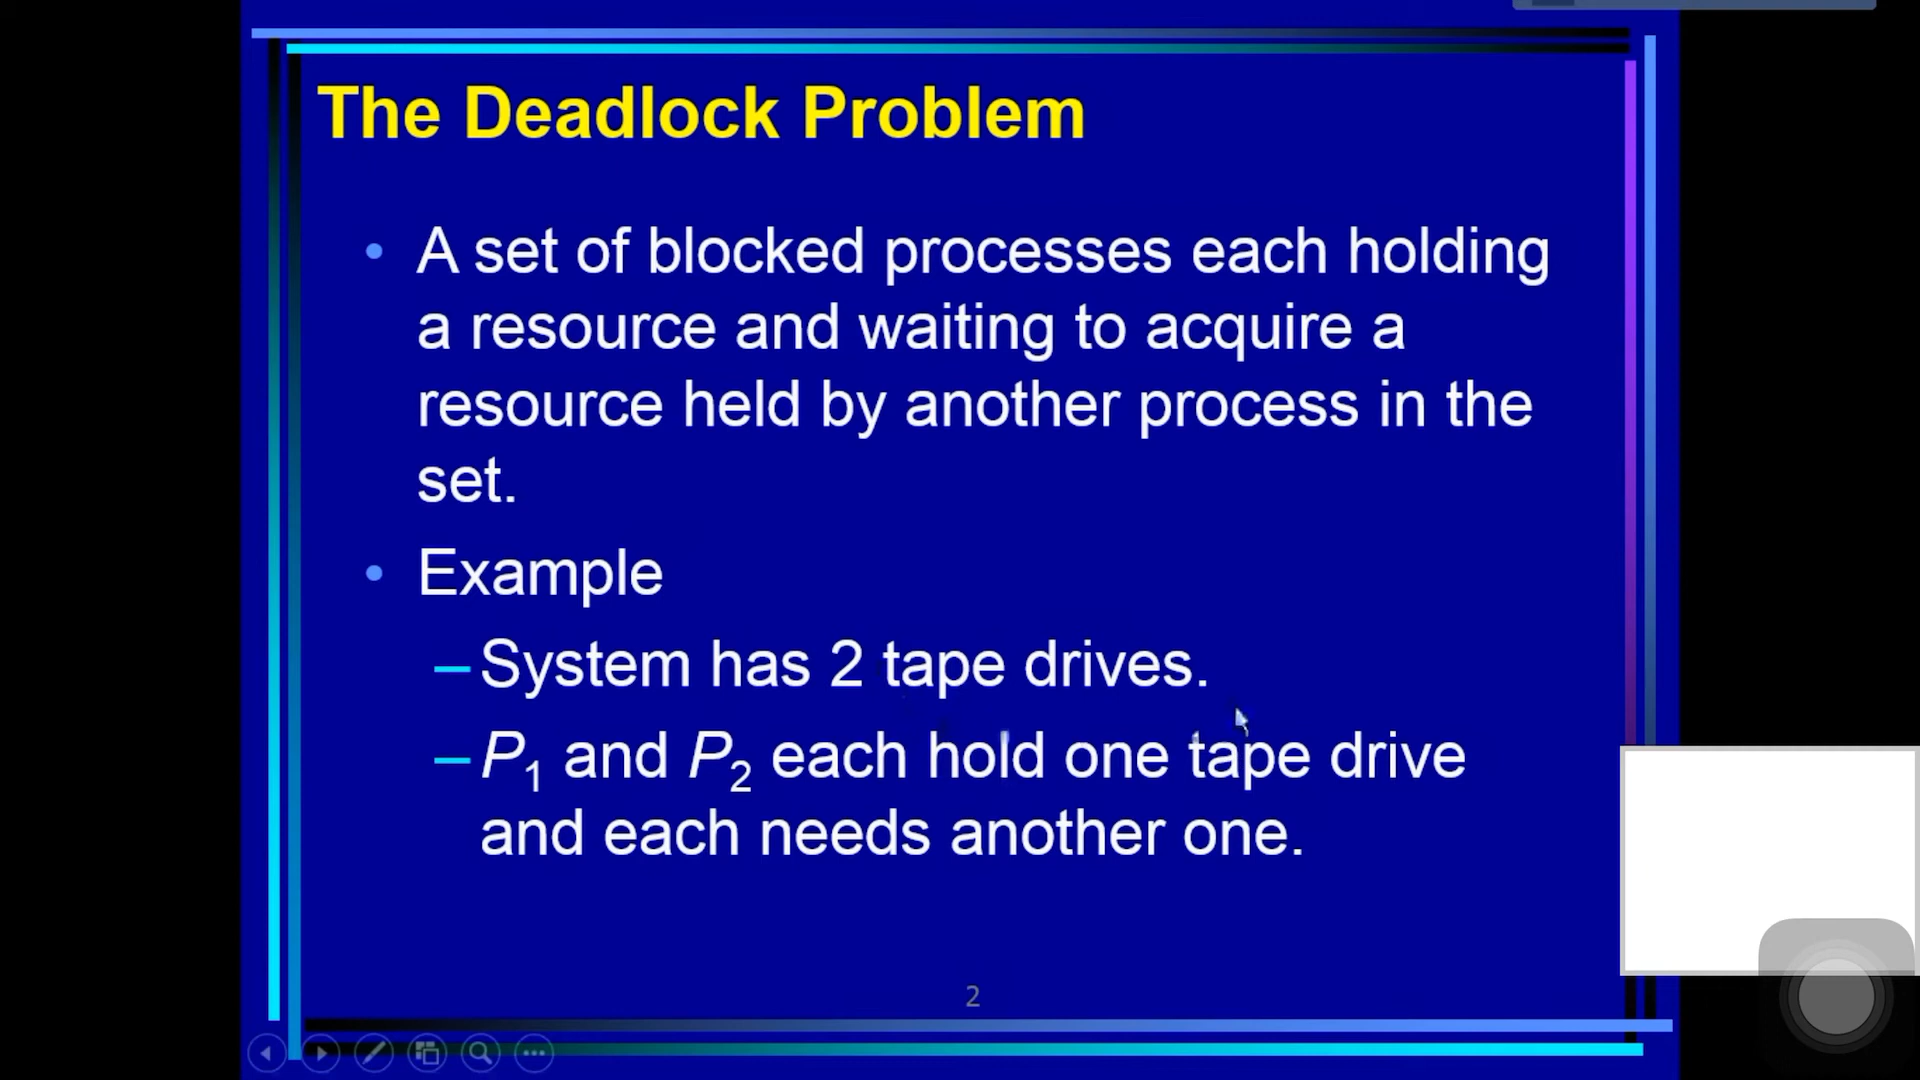 The Deadlock Problem
• A set of blocked processes each holding
a resource and waiting to acquire a
resource held by another process in the
set.
• Example
– System has 2 tape drives.
– P₁ and P₂ each hold one tape drive
and each needs another one.
2